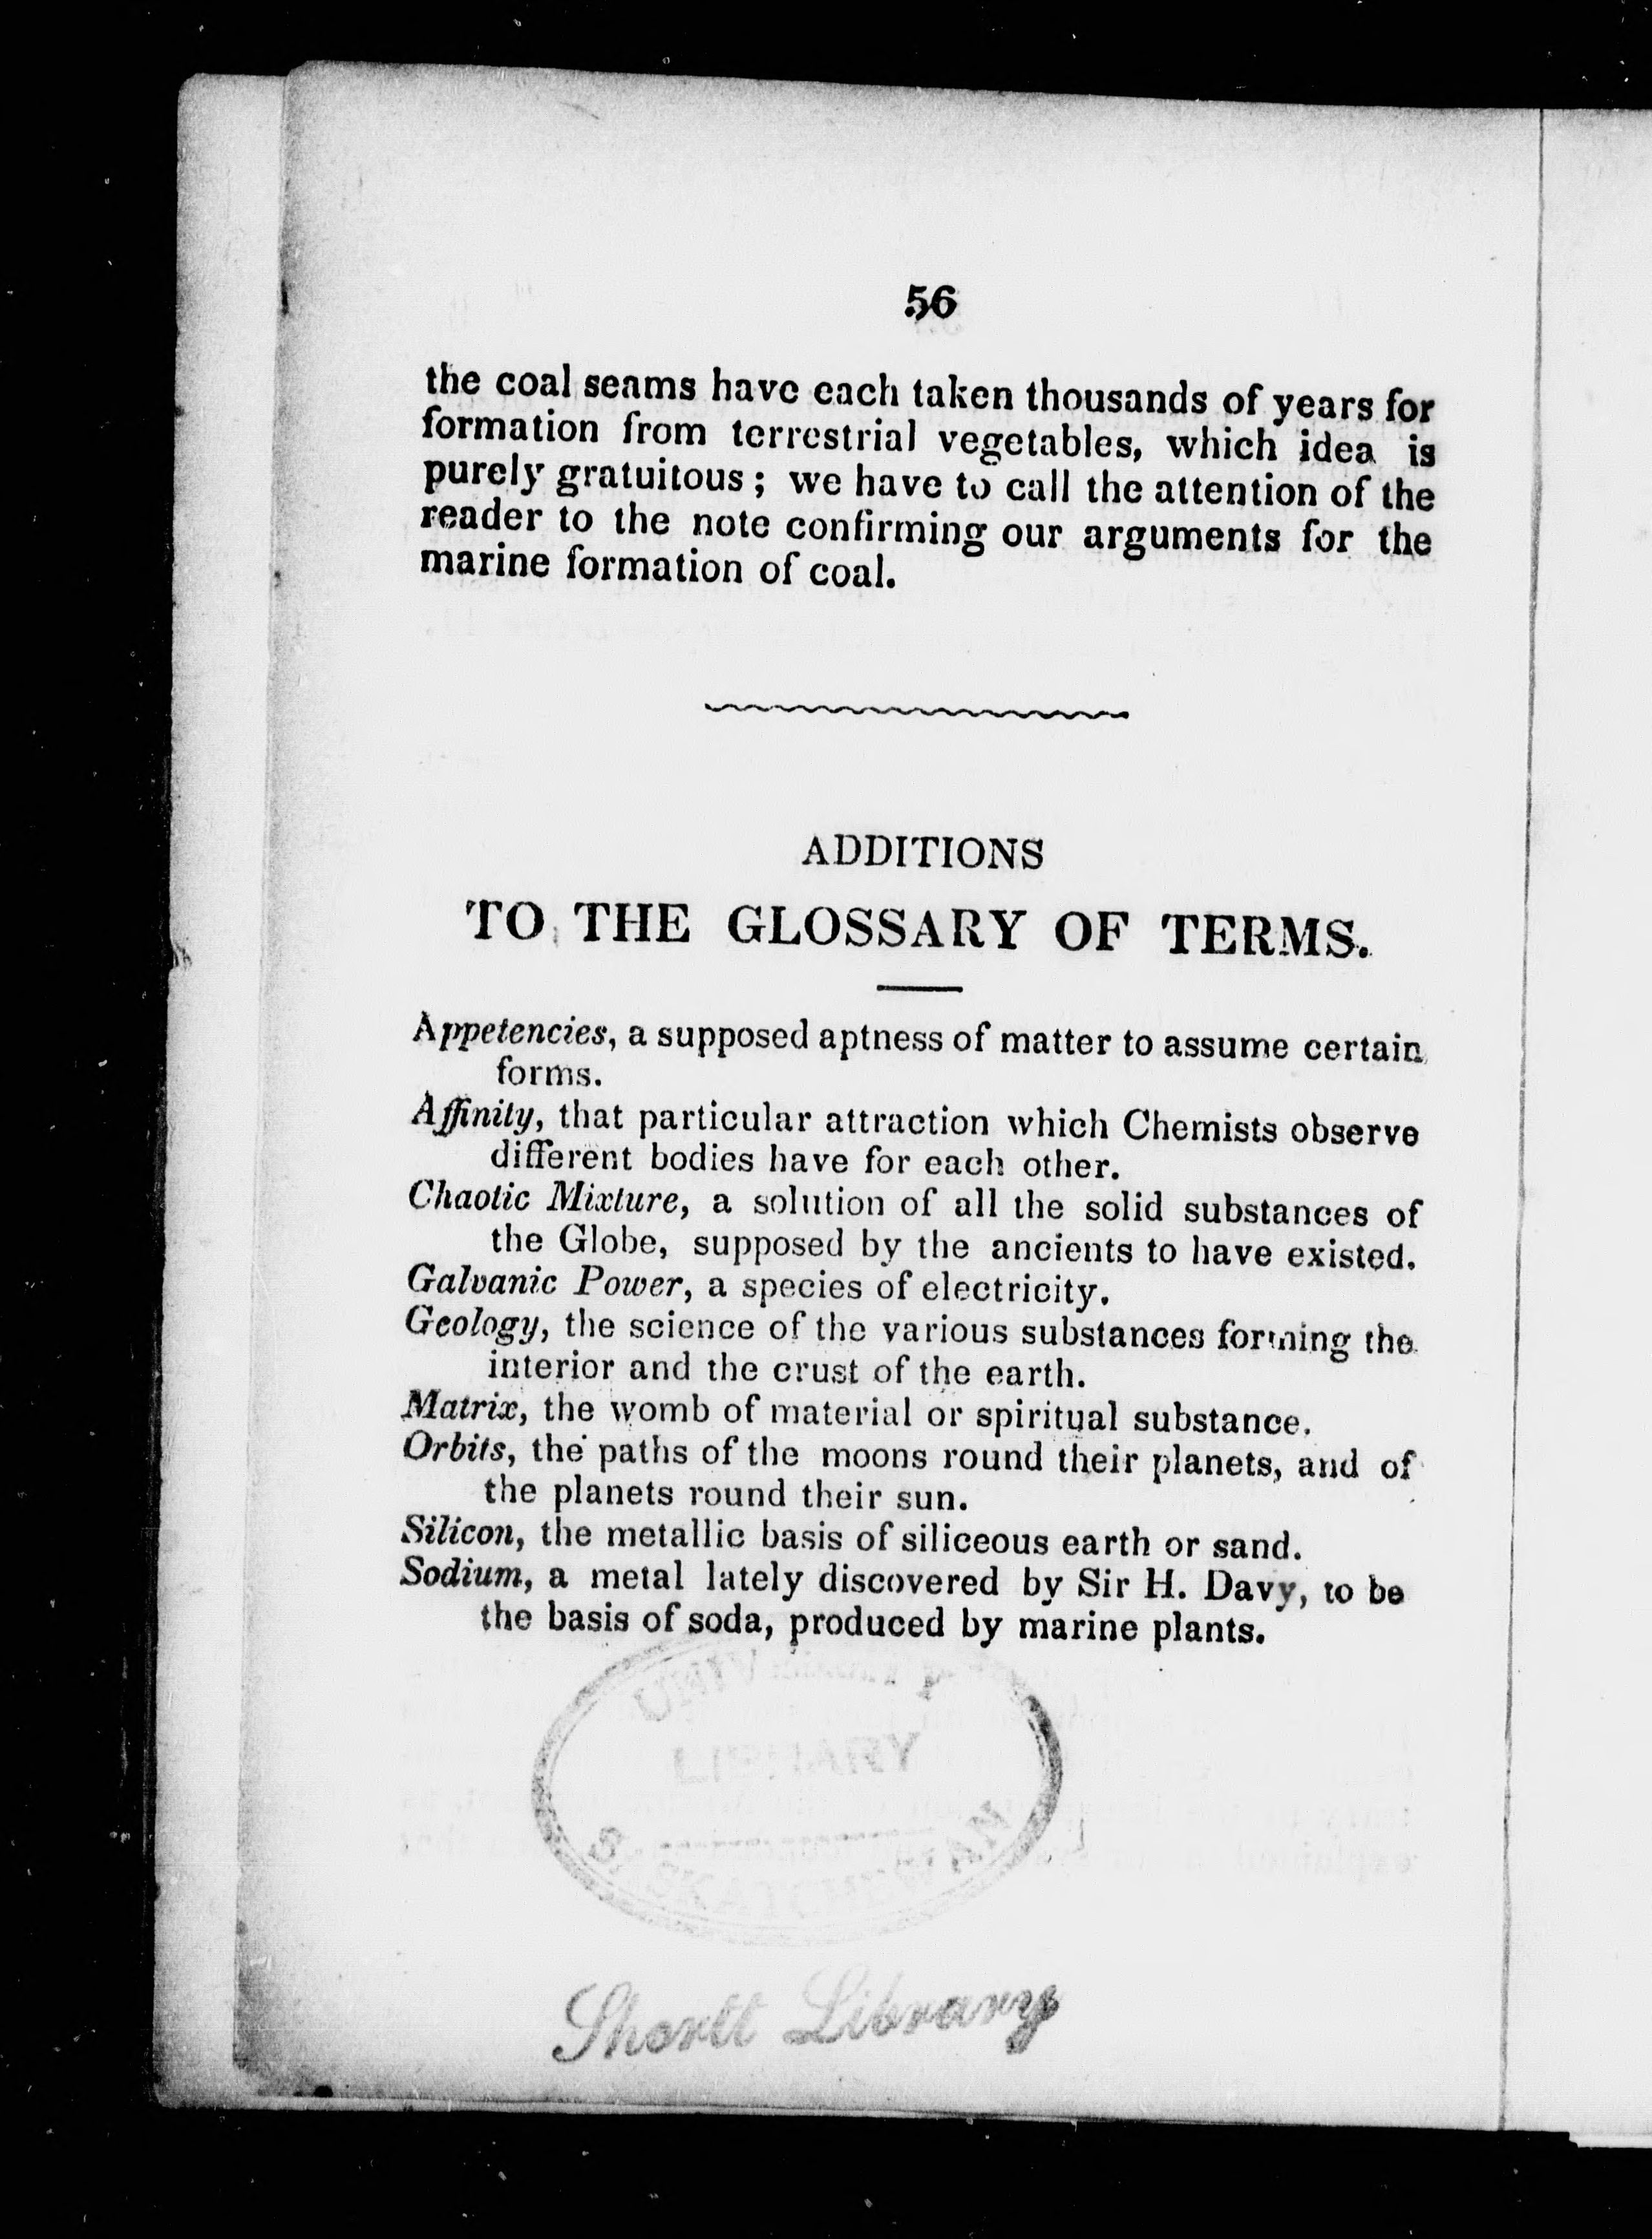 56
the coal seams have each taken thousands of years for
formation from terrestrial vegetables, which idea is
purely gratuitous; we have to call the attention of the
reader to the note confirming our arguments for the
marine formation of coal.
ADDITIONS
TO THE GLOSSARY OF TERMS.
Appetencies, a supposed aptness of matter to assume certain
forms.
Affinity, that particular attraction which Chemists observe
different bodies have for each other.
Chaotic Mixture, a solution of all the solid substances of
the Globe, supposed by the ancients to have existed.
Galvanic Power, a species of electricity.
Geology, the science of the various substances forming the
interior and the crust of the earth.
Matrix, the womb of material or spiritual substance.
Orbits, the paths of the moons round their planets, and of
the planets round their sun.
Silicon, the metallic basis of siliceous earth or sand.
Sodium, a metal lately discovered by Sir H. Davy, to be
the basis of soda, produced by marine plants.
UNIVERSITY
LIBRARY
SASKATCHEWAN
Shortt Library